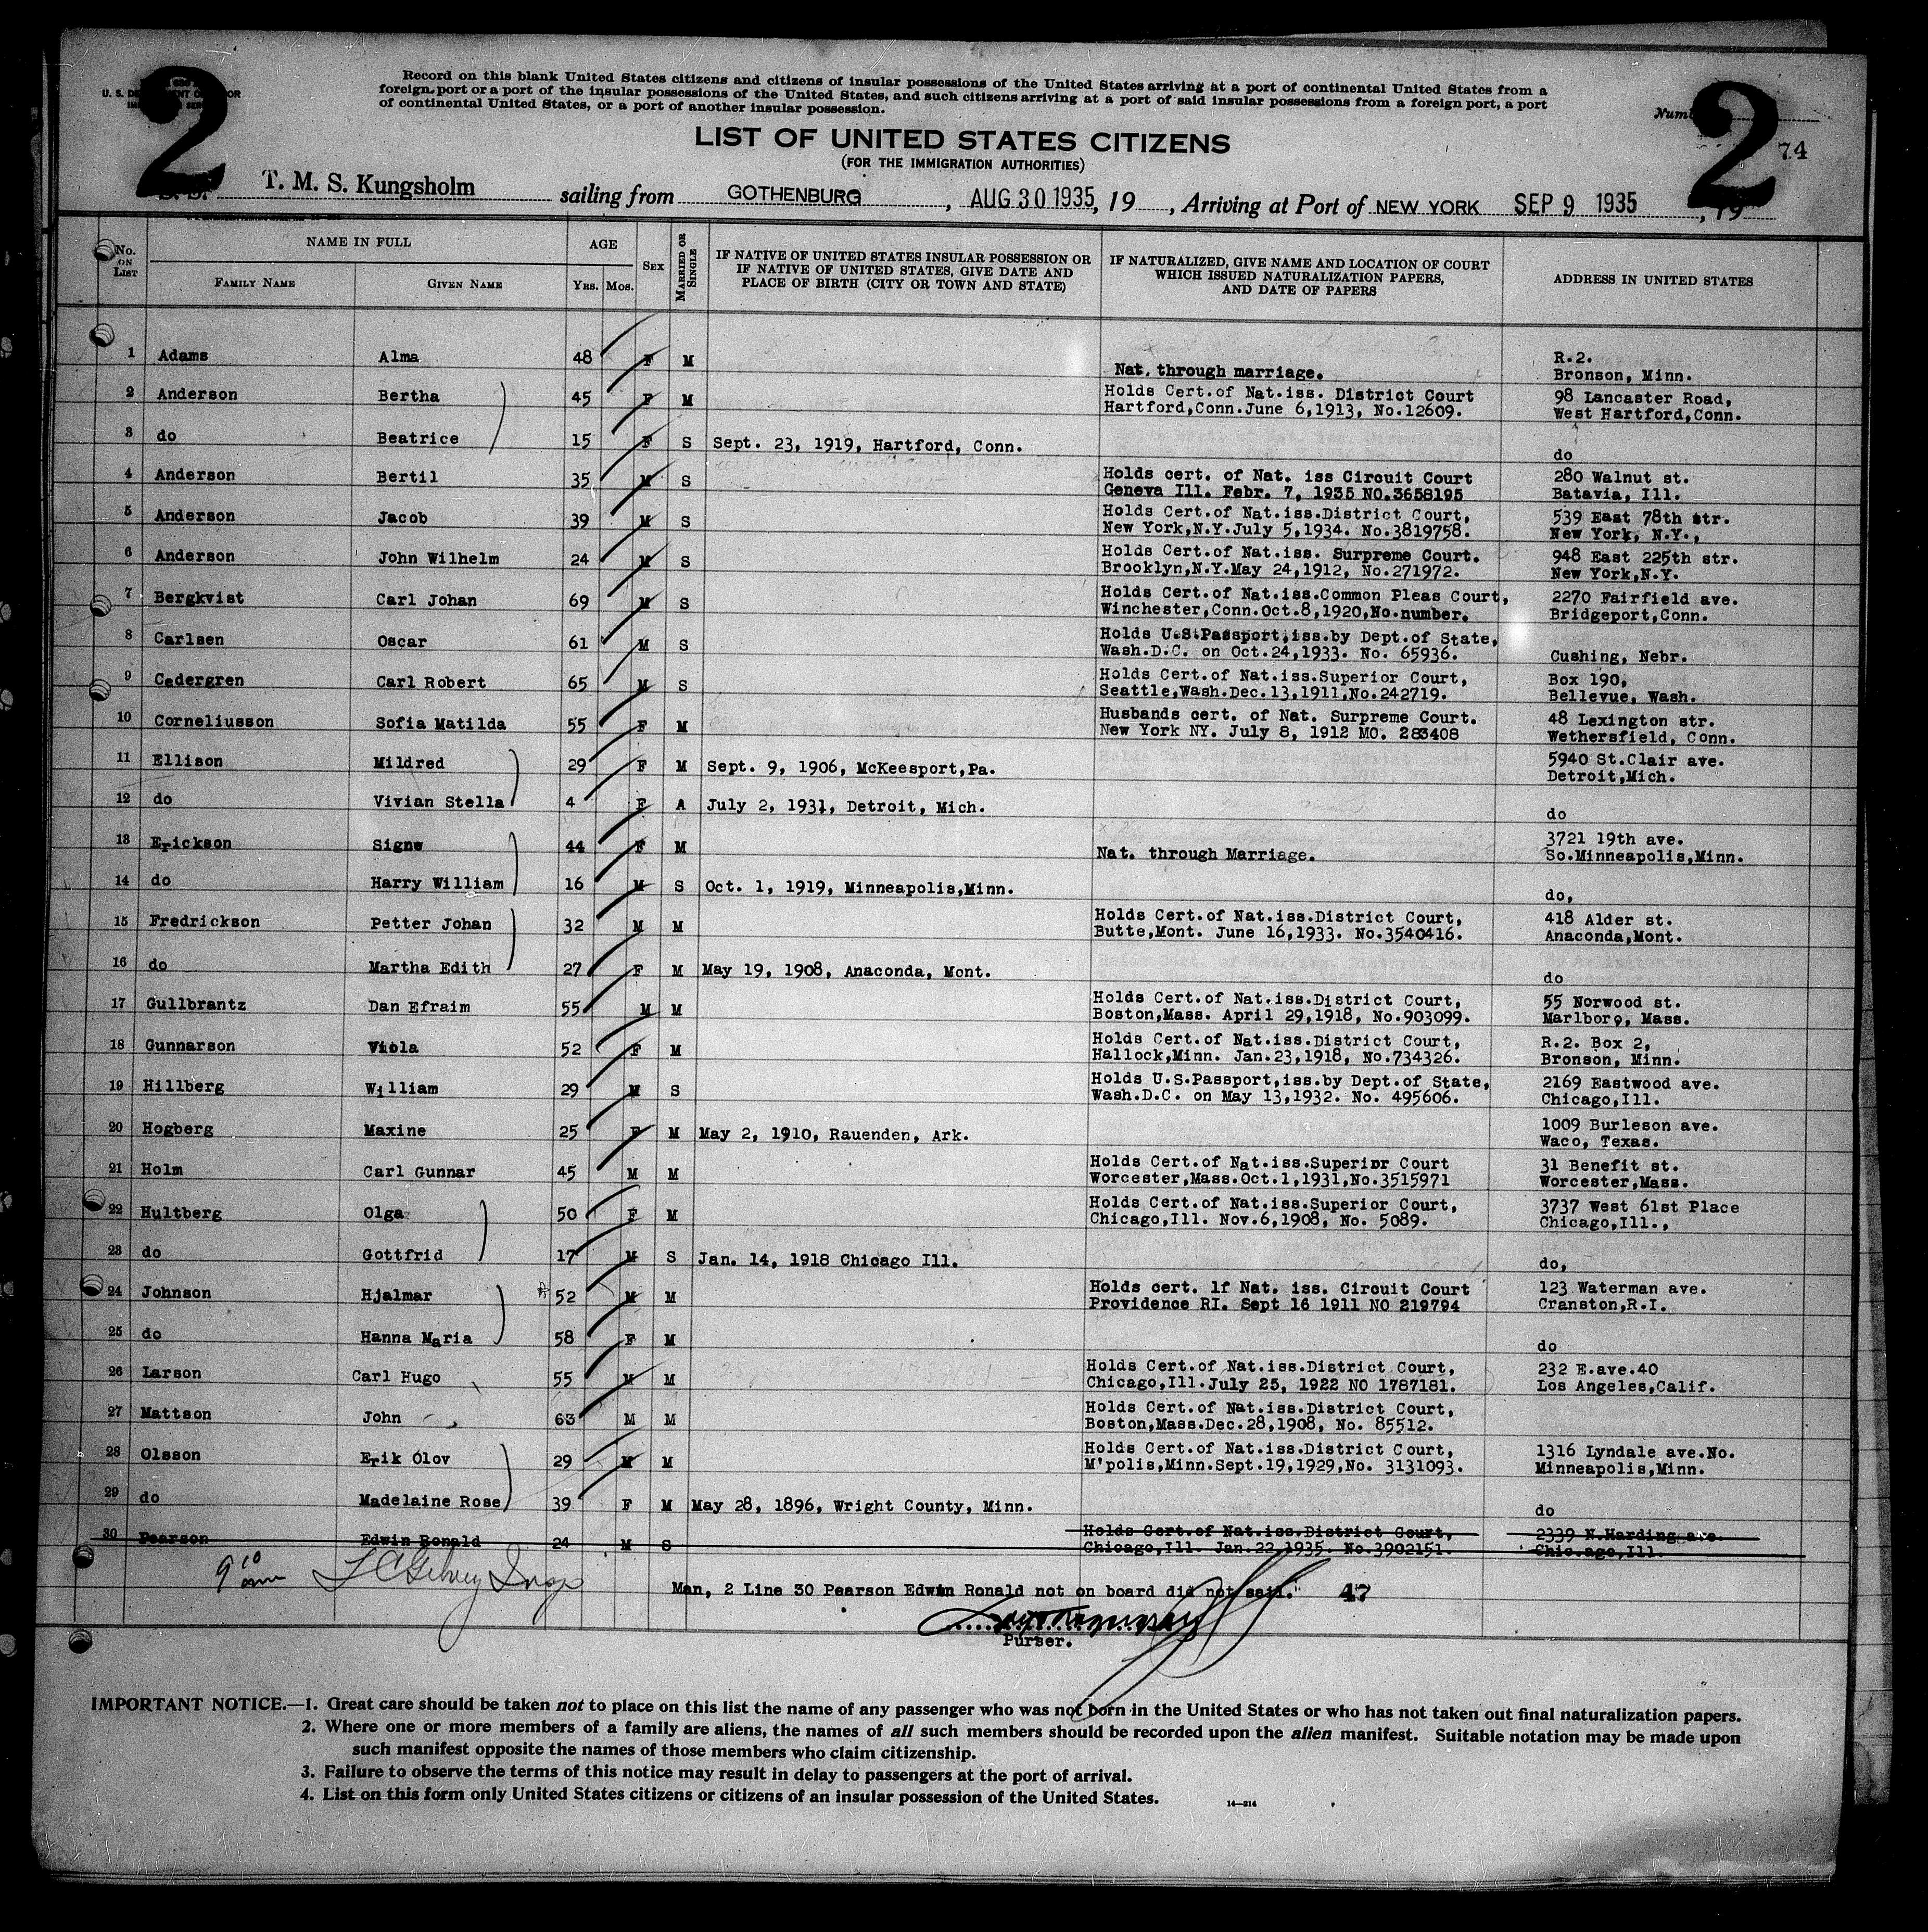 2
2
Record on this blank United States citizens and citizens of insular possessions of the United States arriving at a port of continental United States from a
foreign port or a port of the insular possessions of the United States, and such citizens arriving at a port of said insular possessions from a foreign port, a port
of continental United States, or a port of another insular possession.
74
LIST OF UNITED STATES CITIZENS
(FOR THE IMMIGRATION AUTHORITIES)
T. M. S. Kungsholm sailing from GOTHENBURG, AUG 30 1935, 19 , Arriving at Port of NEW YORK SEP 9 1935, 19
No. ON LIST NAME IN FULL FAMILY NAME GIVEN NAME AGE YRS. MOS. SEX MARRIED OR SINGLE
IF NATIVE OF UNITED STATES INSULAR POSSESSION OR
IF NATIVE OF UNITED STATES, GIVE DATE AND
PLACE OF BIRTH (CITY OR TOWN AND STATE)
IF NATURALIZED, GIVE NAME AND LOCATION OF COURT
WHICH ISSUED NATURALIZATION PAPERS,
AND DATE OF PAPERS
ADDRESS IN UNITED STATES
1 Adams Alma 48 F M Nat. through marriage. R.2.
Bronson, Minn.
2 Anderson Bertha 45 F M Holds Cert.of Nat.iss. District Court 98 Lancaster Road,
Hartford,Conn.June 6,1913, No.12609. West Hartford,Conn.
3 do Beatrice 15 F S Sept. 23, 1919, Hartford, Conn. do
4 Anderson Bertil 35 M S Holds cert. of Nat. iss Circuit Court 280 Walnut st.
Geneva Ill. Febr. 7, 1935 NO.3658195 Batavia, Ill.
5 Anderson Jacob 39 M S Holds Cert.of Nat.iss.District Court, 539 East 78th str.
New York,N.Y.July 5,1934. No.3819758. New York, N.Y.,
6 Anderson John Wilhelm 24 M S Holds Cert.of Nat.iss. Surpreme Court. 948 East 225th str.
Brooklyn,N.Y.May 24,1912, No.271972. New York,N.Y.
7 Bergkvist Carl Johan 69 M S Holds Cert.of Nat.iss.Common Pleas Court, 2270 Fairfield ave.
Winchester,Conn.Oct.8,1920,No.number. Bridgeport,Conn.
8 Carlsen Oscar 61 M S Holds U.S.Passport,iss.by Dept.of State,
Wash.D.C. on Oct.24,1933. No. 65936. Cushing, Nebr.
9 Cedergren Carl Robert 65 M S Holds Cert.of Nat.iss.Superior Court, Box 190,
Seattle,Wash.Dec.13,1911,No.242719. Bellevue, Wash.
10 Corneliusson Sofia Matilda 55 F M Husbands cert. of Nat. Surpreme Court. 48 Lexington str.
New York NY. July 8, 1912 MO. 283408 Wethersfield, Conn.
11 Ellison Mildred 29 F M Sept. 9, 1906, McKeesport,Pa. 5940 St.Clair ave.
Detroit,Mich.
12 do Vivian Stella 4 F A July 2, 1931, Detroit, Mich. do
13 Erickson Signe 44 F M Nat. through Marriage. 3721 19th ave.
So.Minneapolis,Minn.
14 do Harry William 16 M S Oct. 1, 1919, Minneapolis,Minn. do,
15 Fredrickson Petter Johan 32 M M Holds Cert.of Nat.iss.District Court, 418 Alder st.
Butte,Mont. June 16,1933. No.3540416. Anaconda,Mont.
16 do Martha Edith 27 F M May 19, 1908, Anaconda, Mont. do
17 Gullbrantz Dan Efraim 55 M M Holds Cert.of Nat.iss.District Court, 55 Norwood st.
Boston,Mass. April 29,1918, No.903099. Marlboro, Mass.
18 Gunnarson Viola 52 F M Holds Cert.of Nat.iss.District Court, R.2. Box 2,
Hallock,Minn. Jan.23,1918, No.734326. Bronson, Minn.
19 Hillberg William 29 M S Holds U.S.Passport,iss.by Dept.of State, 2169 Eastwood ave.
Wash.D.C. on May 13,1932. No. 495606. Chicago,Ill.
20 Hogberg Maxine 25 F M May 2, 1910, Rauenden, Ark. 1009 Burleson ave.
Waco, Texas.
21 Holm Carl Gunnar 45 M M Holds Cert.of Nat.iss.Superior Court 31 Benefit st.
Worcester,Mass.Oct.1,1931,No.3515971 Worcester,Mass.
22 Hultberg Olga 50 F M Holds Cert.of Nat.iss.Superior Court, 3737 West 61st Place
Chicago,Ill. Nov.6,1908, No. 5089. Chicago,Ill.,
23 do Gottfrid 17 M S Jan. 14, 1918 Chicago Ill. do,
24 Johnson Hjalmar 52 M M Holds cert. lf Nat. iss. Circuit Court 123 Waterman ave.
Providence RI. Sept 16 1911 NO 219794 Cranston,R.I.
25 do Hanna Maria 58 F M do
26 Larson Carl Hugo 55 M M Holds Cert.of Nat.iss.District Court, 232 E.ave.40
Chicago,Ill.July 25, 1922 NO 1787181. Los Angeles,Calif.
27 Mattson John 63 M M Holds Cert.of Nat.iss.District Court,
Boston,Mass.Dec.28,1908, No. 85512.
28 Olsson Erik Olov 29 M M Holds Cert.of Nat.iss.District Court, 1316 Lyndale ave.No.
M'polis,Minn.Sept.19,1929,No. 3131093. Minneapolis,Minn.
29 do Madelaine Rose 39 F M May 28, 1896, Wright County, Minn. do
30 Pearson Edwin Ronald 24 M S Holds Cert.of Nat.iss.District Court, 2339 N.Harding ave.
Chicago,Ill. Jan.22,1935. No.3902151. Chic.ago,Ill.
9 10 am
Man, 2 Line 30 Pearson Edwin Ronald not on board did not sail." 47
Purser.
IMPORTANT NOTICE.—1. Great care should be taken not to place on this list the name of any passenger who was not born in the United States or who has not taken out final naturalization papers.
2. Where one or more members of a family are aliens, the names of all such members should be recorded upon the alien manifest. Suitable notation may be made upon
such manifest opposite the names of those members who claim citizenship.
3. Failure to observe the terms of this notice may result in delay to passengers at the port of arrival.
4. List on this form only United States citizens or citizens of an insular possession of the United States.
14—814